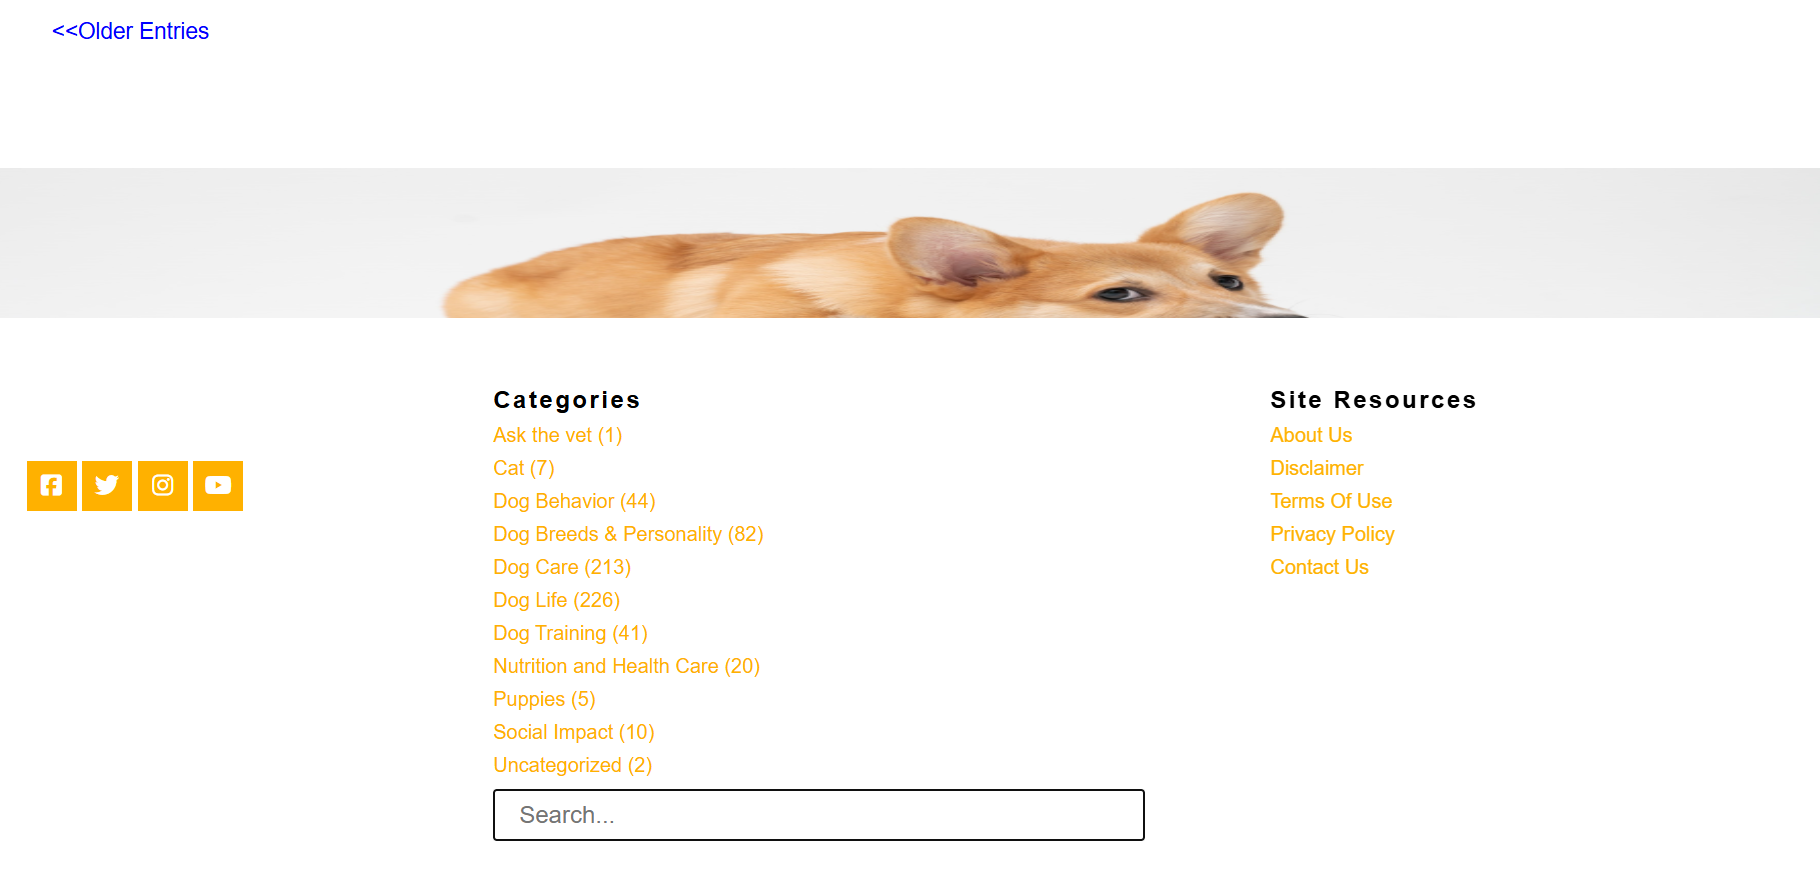 <<Older Entries
Categories
Ask the vet (1)
Cat (7)
Dog Behavior (44)
Dog Breeds & Personality (82)
Dog Care (213)
Dog Life (226)
Dog Training (41)
Nutrition and Health Care (20)
Puppies (5)
Social Impact (10)
Uncategorized (2)
Search...
Site Resources
About Us
Disclaimer
Terms Of Use
Privacy Policy
Contact Us